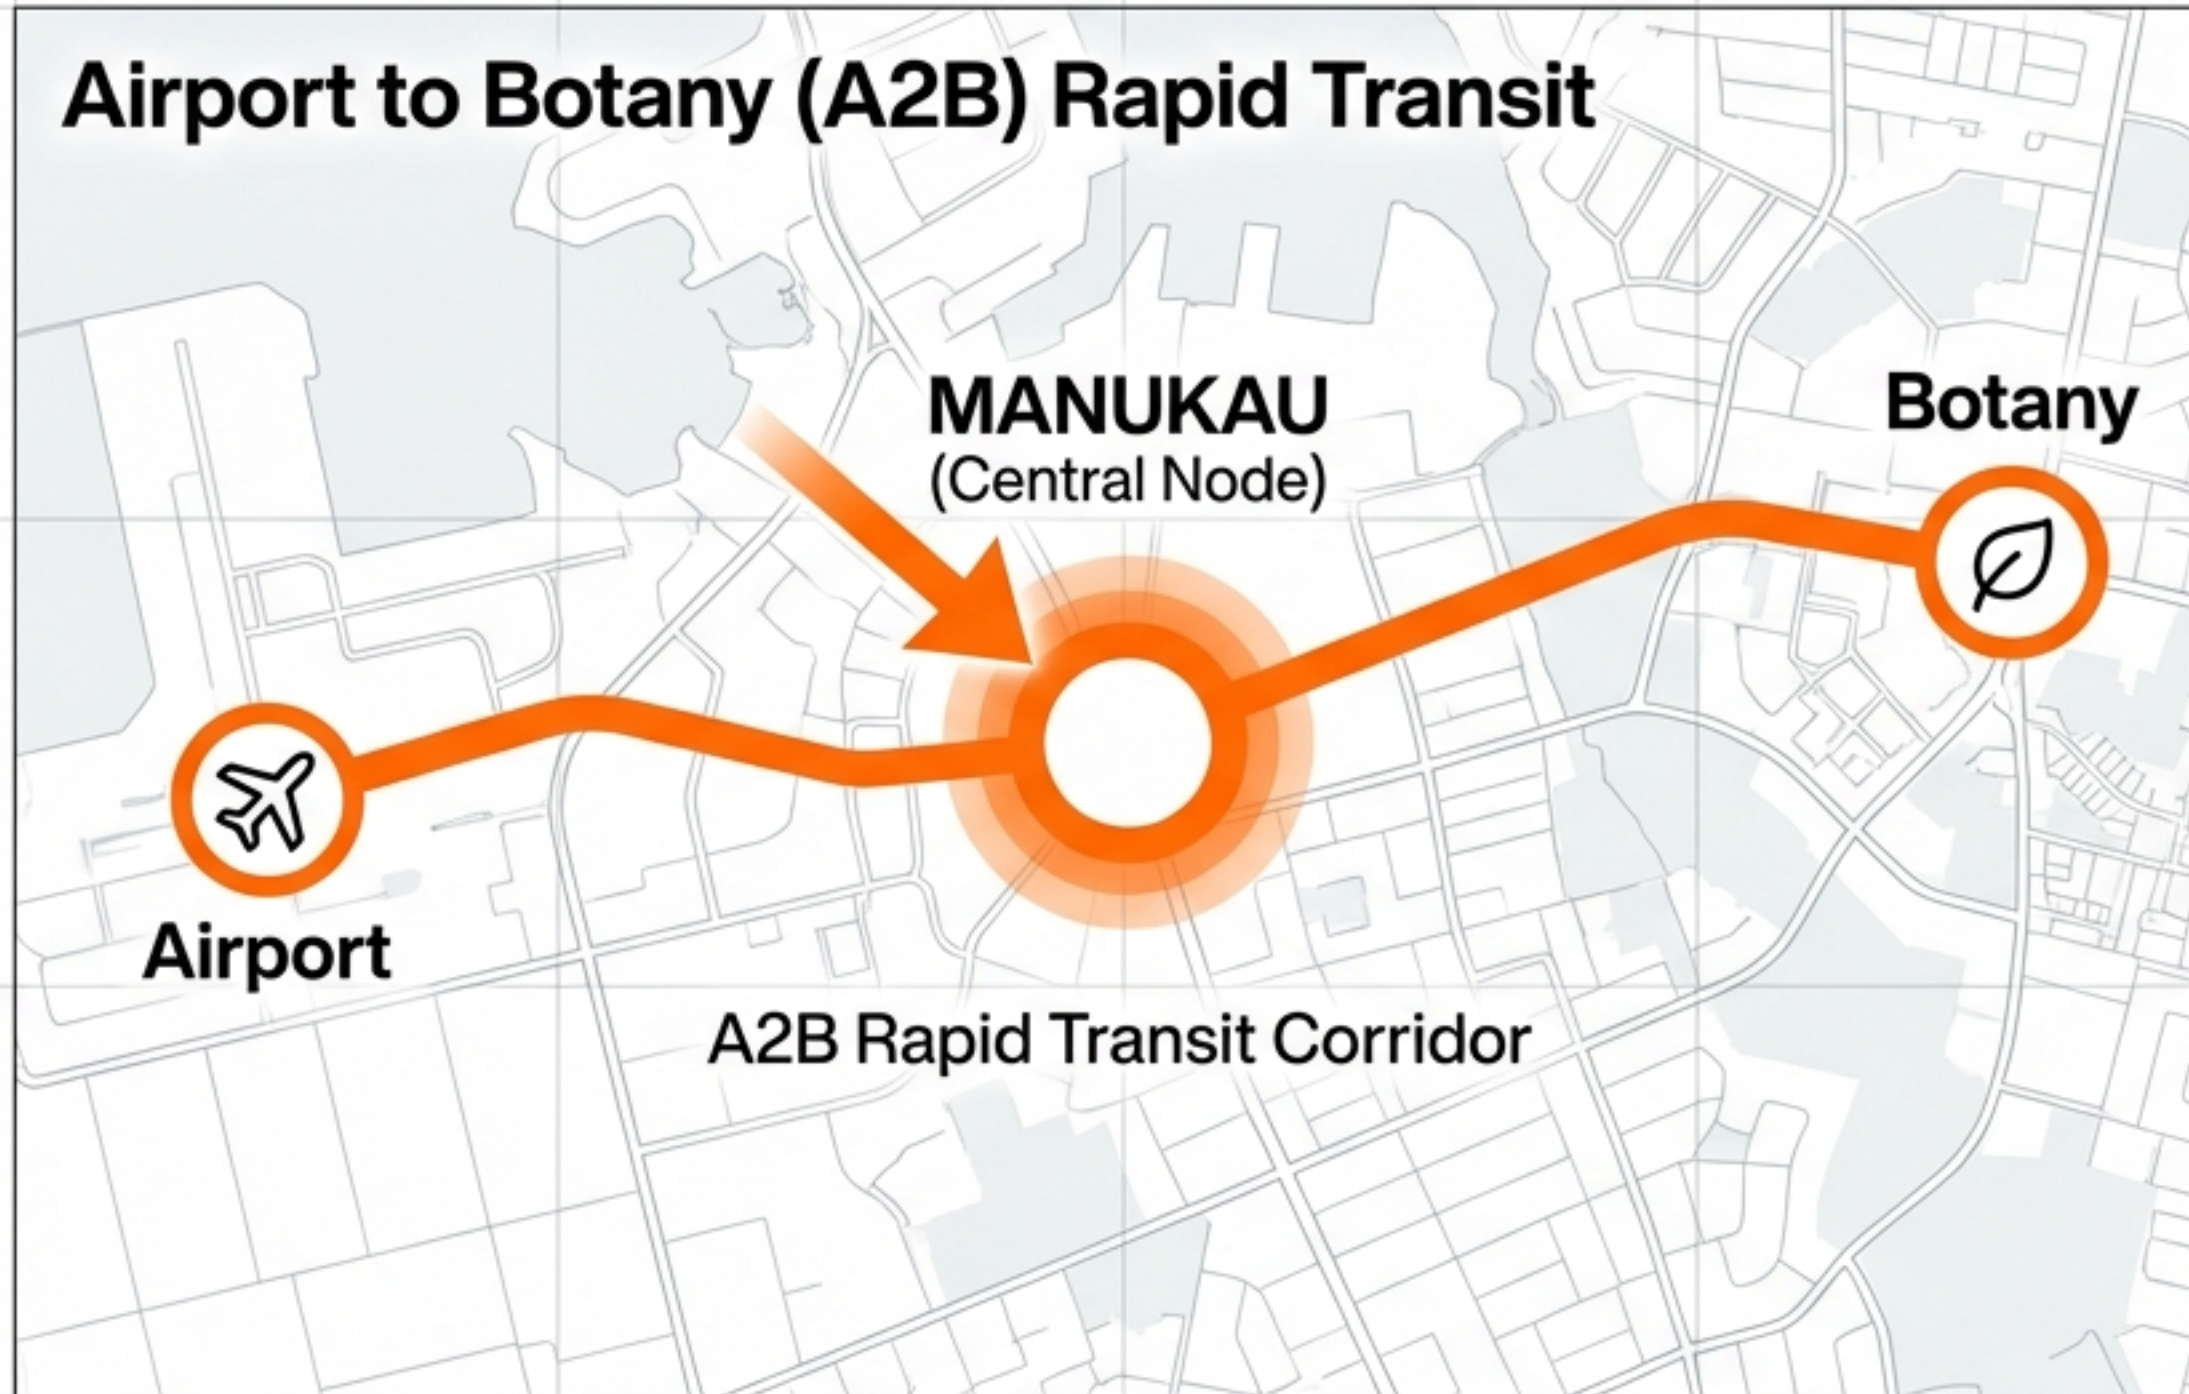 Airport to Botany (A2B) Rapid Transit
MANUKAU
(Central Node)
Botany
Airport
A2B Rapid Transit Corridor